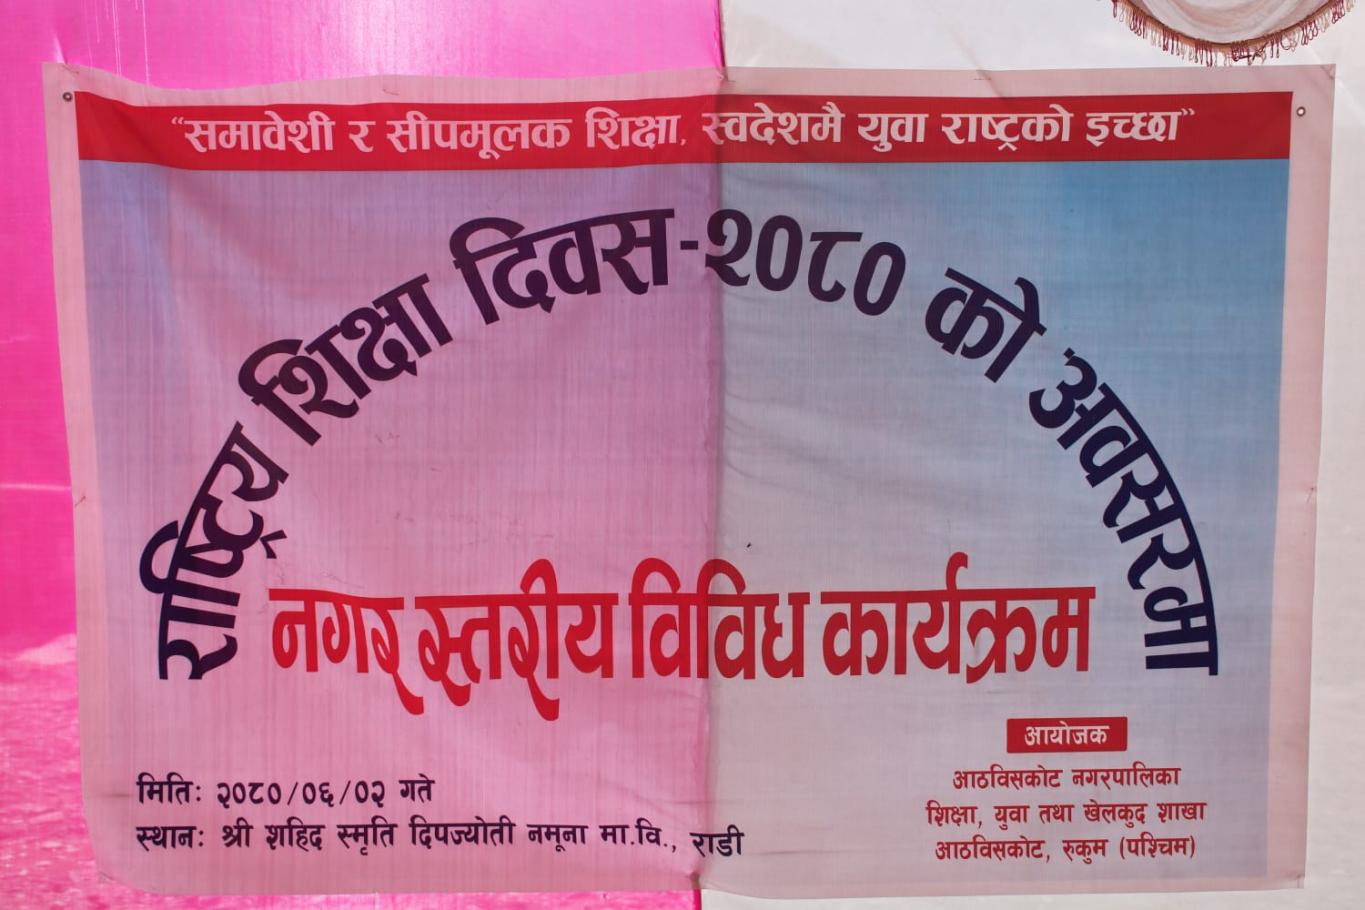 “समावेशी र सीपमूलक शिक्षा, स्वदेशमै युवा राष्ट्रको इच्छा”
राष्ट्रिय शिक्षा दिवस-२०८० को अवसरमा
नगर स्तरीय विविध कार्यक्रम
मितिः २०८०/०६/०२ गते
स्थानः श्री शहिद स्मृति दिपज्योती नमूना मा.वि., राडी
आयोजक
आठविसकोट नगरपालिका
शिक्षा, युवा तथा खेलकुद शाखा
आठविसकोट, रुकुम (पश्चिम)